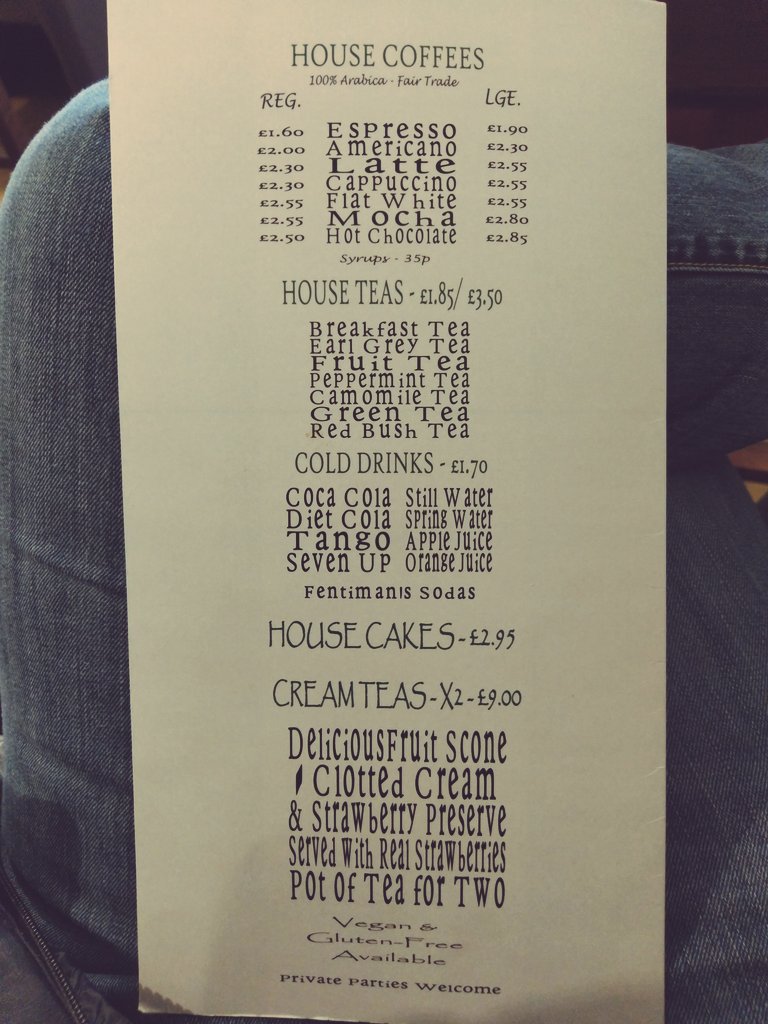 HOUSE COFFEES
100% Arabica - Fair Trade
REG. LGE.
£1.60 Espresso £1.90
£2.00 Americano £2.30
£2.30 Latte £2.55
£2.30 Cappuccino £2.55
£2.55 Flat White £2.55
£2.55 Mocha £2.80
£2.50 Hot Chocolate £2.85
Syrups - 35p
HOUSE TEAS - £1.85/ £3.50
Breakfast Tea
Earl Grey Tea
Fruit Tea
Peppermint Tea
Camomile Tea
Green Tea
Red Bush Tea
COLD DRINKS - £1.70
Coca Cola Still Water
Diet Cola Spring Water
Tango Apple Juice
Seven Up Orange Juice
Fentiman's Sodas
HOUSE CAKES - £2.95
CREAM TEAS - X2 - £9.00
Delicious Fruit Scone
Clotted Cream
& Strawberry Preserve
Served With Real Strawberries
Pot of Tea for Two
Vegan &
Gluten-Free
Available
Private Parties Welcome